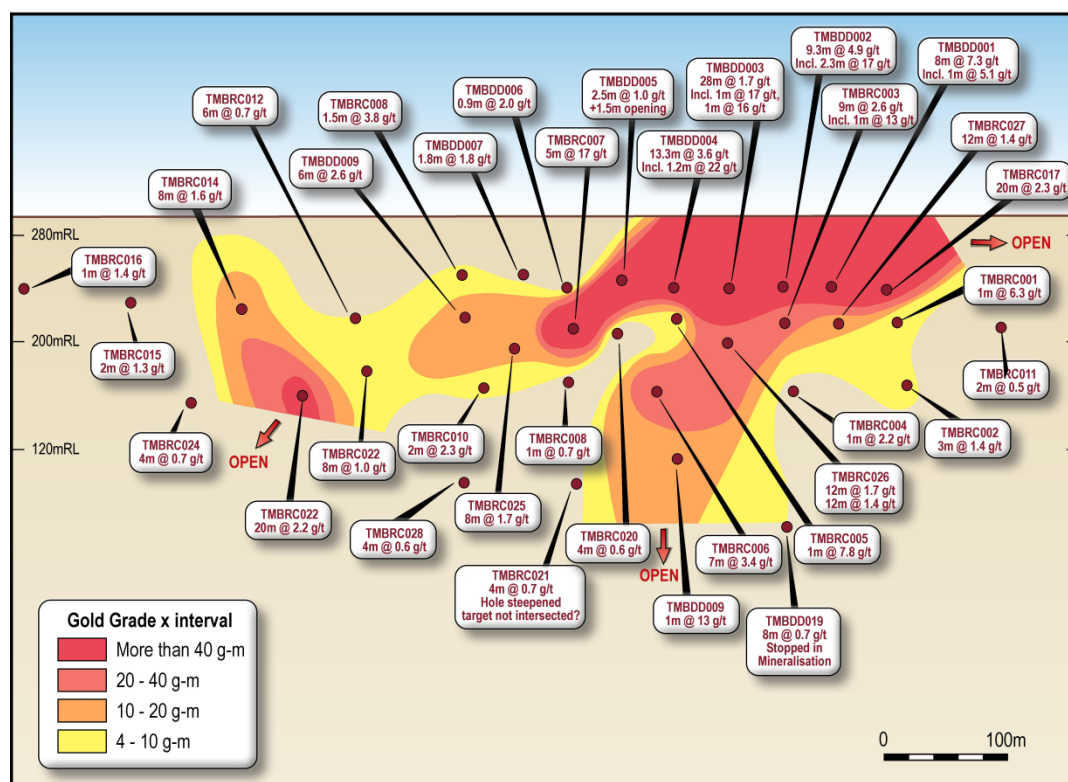 TMBDD002
9.3m @ 4.9 g/t
Incl. 2.3m @ 17 g/t
TMBDD001
8m @ 7.3 g/t
Incl. 1m @ 5.1 g/t
TMBDD003
28m @ 1.7 g/t
Incl. 1m @ 17 g/t,
1m @ 16 g/t
TMBDD005
2.5m @ 1.0 g/t
+1.5m opening
TMBDD006
0.9m @ 2.0 g/t
TMBRC003
9m @ 2.6 g/t
Incl. 1m @ 13 g/t
TMBRC012
6m @ 0.7 g/t
TMBRC008
1.5m @ 3.8 g/t
TMBRC027
12m @ 1.4 g/t
TMBDD007
1.8m @ 1.8 g/t
TMBRC007
5m @ 17 g/t
TMBDD004
13.3m @ 3.6 g/t
Incl. 1.2m @ 22 g/t
TMBDD009
6m @ 2.6 g/t
TMBRC017
20m @ 2.3 g/t
TMBRC014
8m @ 1.6 g/t
280mRL
OPEN
TMBRC016
1m @ 1.4 g/t
TMBRC001
1m @ 6.3 g/t
200mRL
TMBRC015
2m @ 1.3 g/t
TMBRC011
2m @ 0.5 g/t
TMBRC024
4m @ 0.7 g/t
120mRL
OPEN
TMBRC022
8m @ 1.0 g/t
TMBRC010
2m @ 2.3 g/t
TMBRC008
1m @ 0.7 g/t
TMBRC004
1m @ 2.2 g/t
TMBRC002
3m @ 1.4 g/t
TMBRC026
12m @ 1.7 g/t
12m @ 1.4 g/t
TMBRC022
20m @ 2.2 g/t
TMBRC025
8m @ 1.7 g/t
TMBRC028
4m @ 0.6 g/t
TMBRC020
4m @ 0.6 g/t
OPEN
TMBRC006
7m @ 3.4 g/t
TMBRC005
1m @ 7.8 g/t
TMBRC021
4m @ 0.7 g/t
Hole steepened
target not intersected?
TMBDD009
1m @ 13 g/t
TMBDD019
8m @ 0.7 g/t
Stopped in
Mineralisation
Gold Grade x interval
More than 40 g-m
20 - 40 g-m
10 - 20 g-m
4 - 10 g-m
0
100m